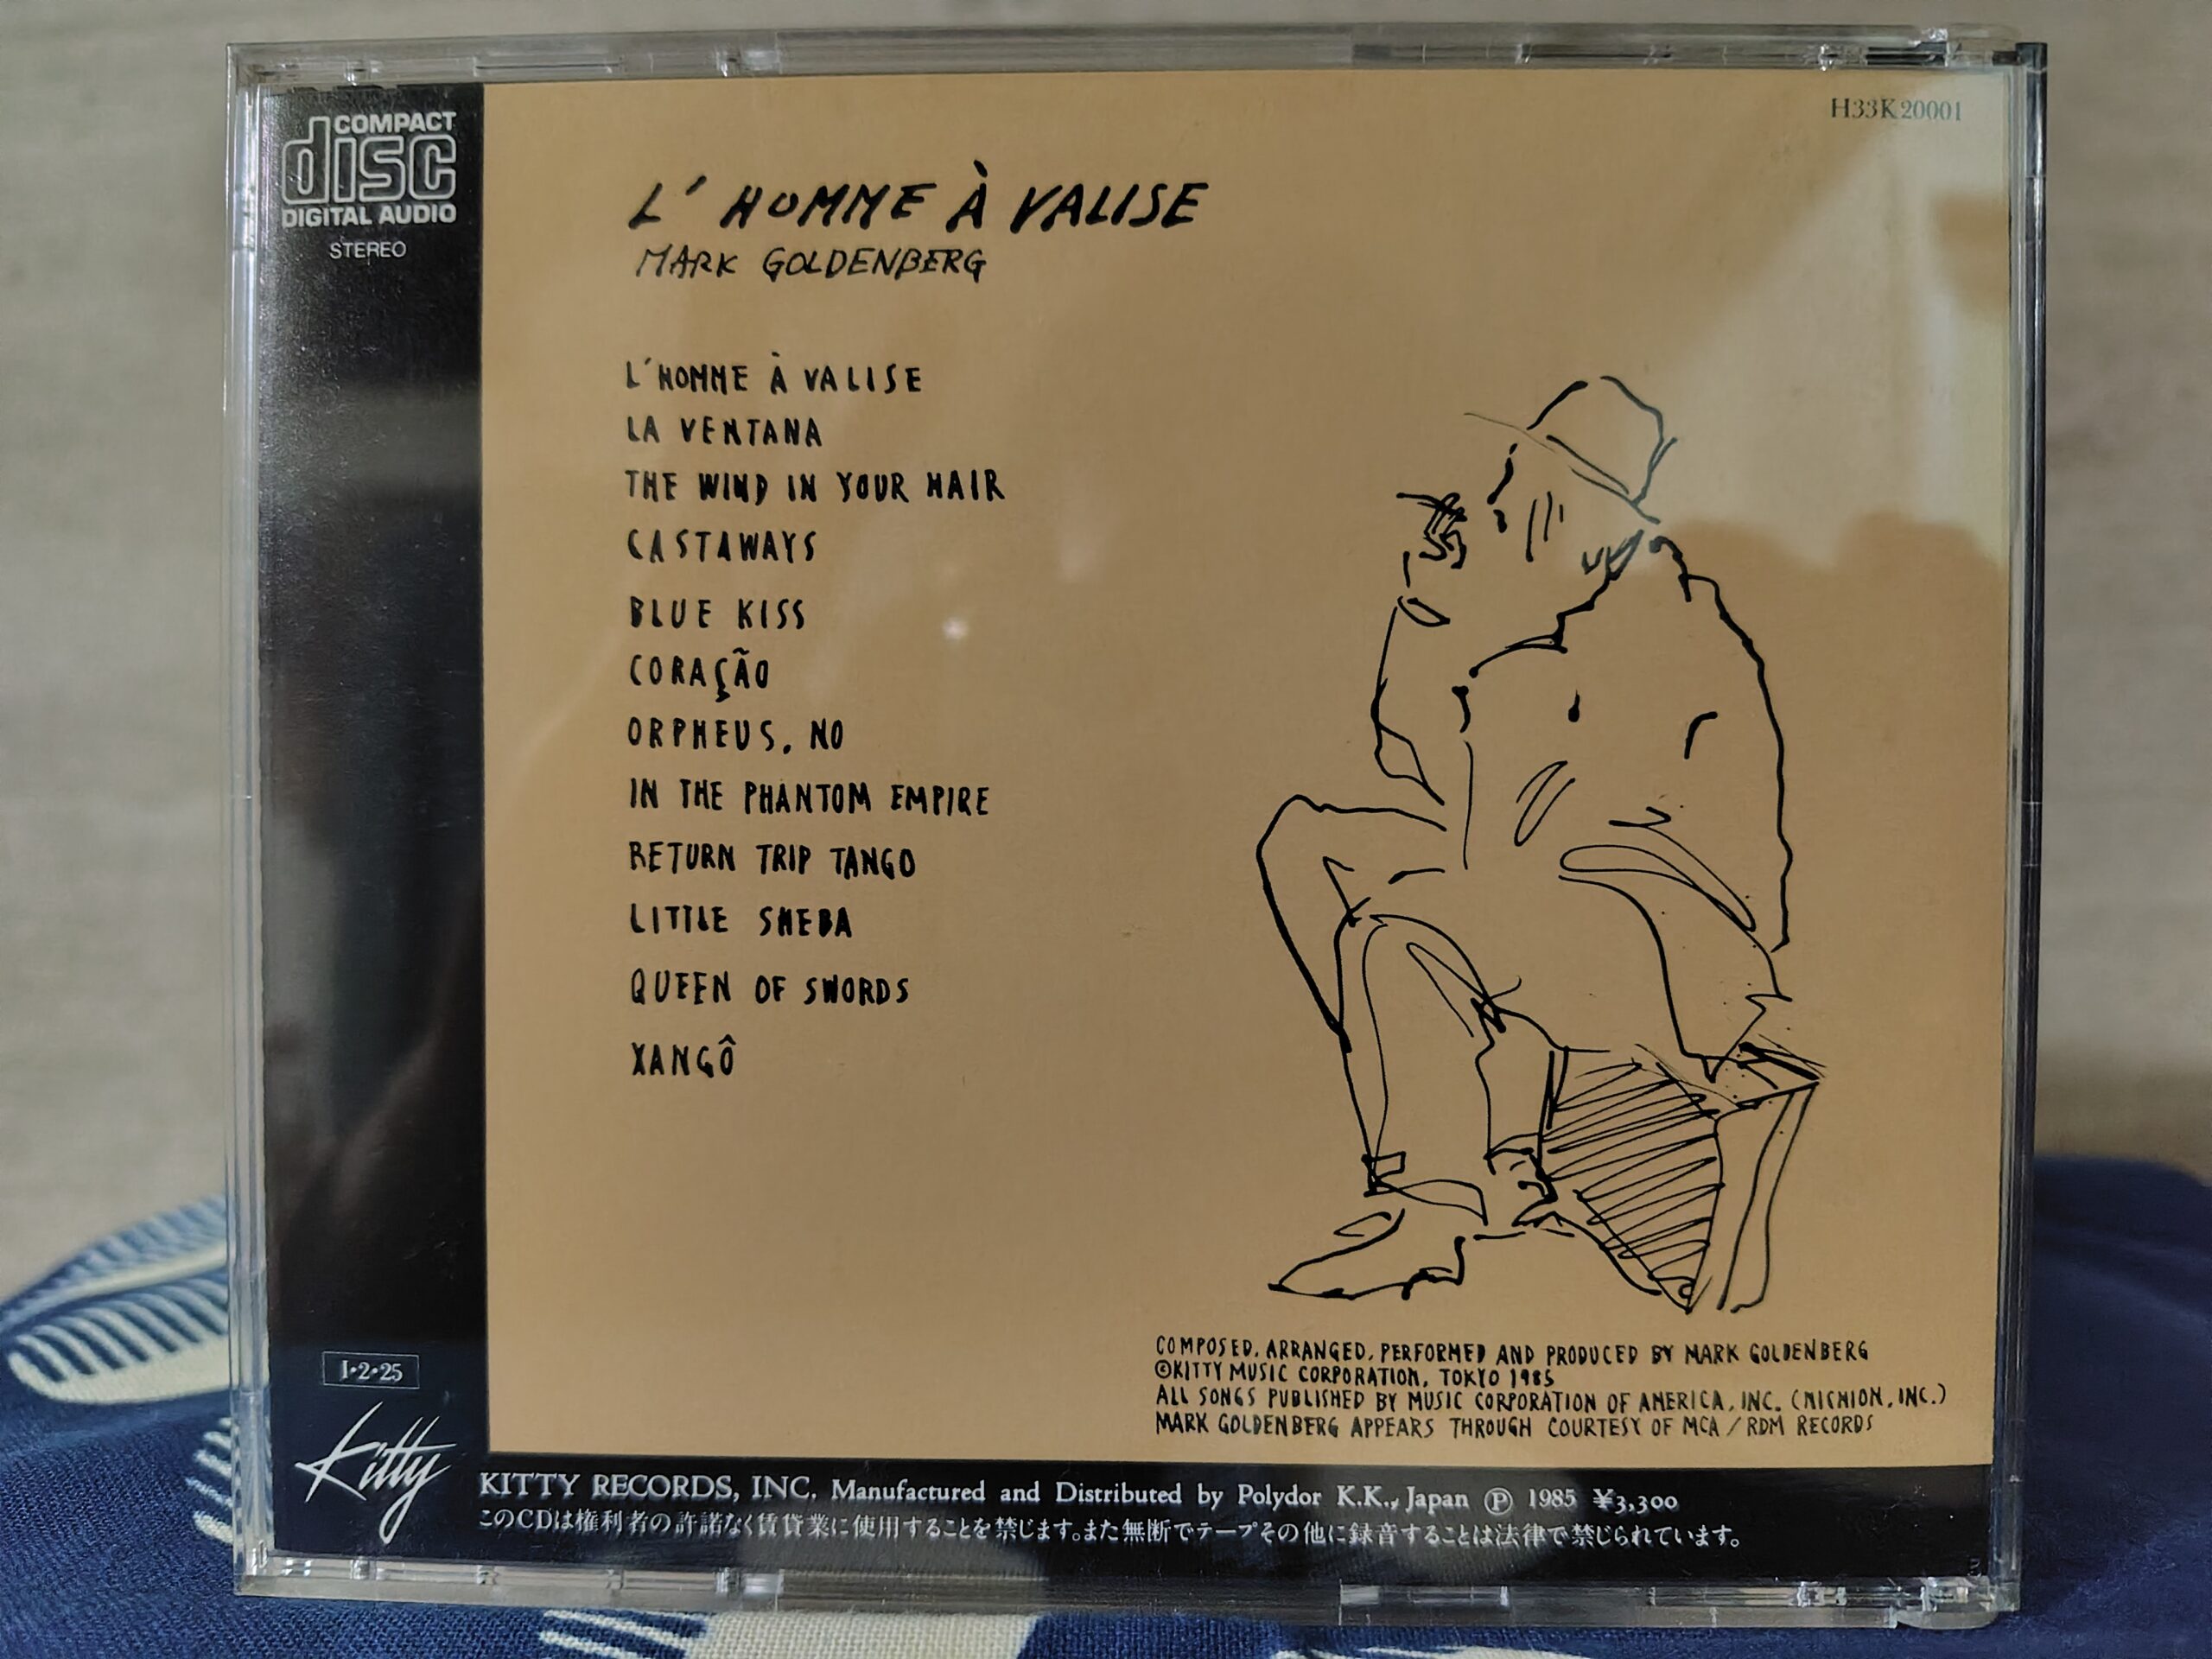 COMPACT
disc
DIGITAL AUDIO
STEREO
H33K20001
L'HOMME À VALISE
MARK GOLDENBERG
L'HOMME À VALISE
LA VENTANA
THE WIND IN YOUR HAIR
CASTAWAYS
BLUE KISS
CORAÇÃO
ORPHEUS, NO
IN THE PHANTOM EMPIRE
RETURN TRIP TANGO
LITTLE SHEBA
QUEEN OF SWORDS
XANGÔ
COMPOSED, ARRANGED, PERFORMED AND PRODUCED BY MARK GOLDENBERG
©KITTY MUSIC CORPORATION, TOKYO 1985
ALL SONGS PUBLISHED BY MUSIC CORPORATION OF AMERICA, INC. (MICHION, INC.)
MARK GOLDENBERG APPEARS THROUGH COURTESY OF MCA / RDM RECORDS
1•2•25
Kitty
KITTY RECORDS, INC. Manufactured and Distributed by Polydor K.K., Japan Ⓟ 1985 ¥3,300
このCDは権利者の許諾なく賃貸業に使用することを禁じます。また無断でテープその他に録音することは法律で禁じられています。